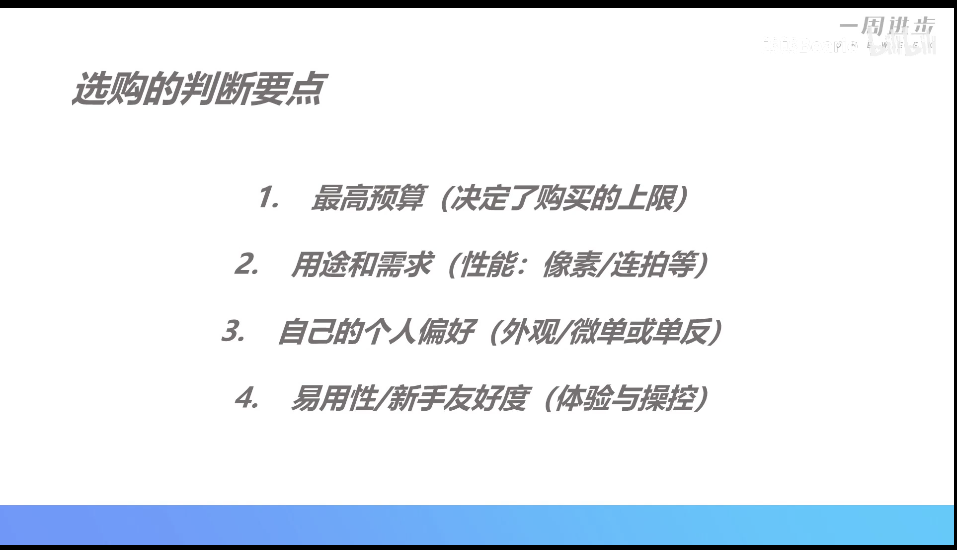 一周进步
选购的判断要点
1. 最高预算（决定了购买的上限）
2. 用途和需求（性能：像素/连拍等）
3. 自己的个人偏好（外观/微单或单反）
4. 易用性/新手友好度（体验与操控）